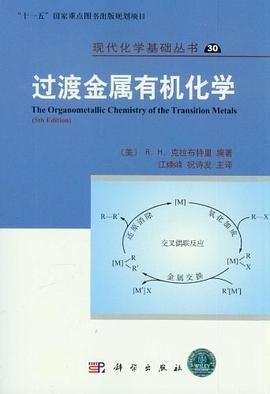 “十一五”国家重点图书出版规划项目
现代化学基础丛书 30
过渡金属有机化学
The Organometallic Chemistry of the Transition Metals
(5th Edition)
〔美〕 R. H. 克拉布特里 编著
江焕峰 祝诗发 主译
R—R' [M] R—X
还原消除 氧化加成
交叉偶联反应
[M] R R' [M] R X
金属交换
[M']X R'[M']
科学出版社
WILEY